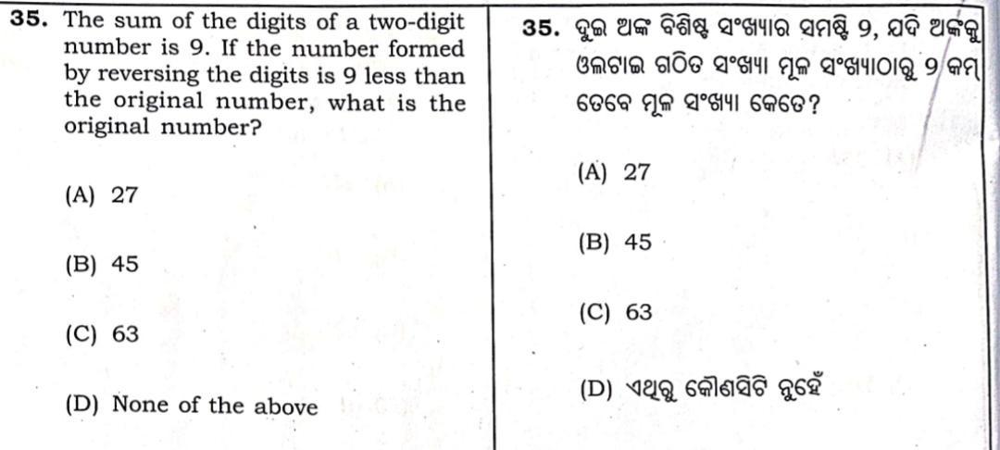 35. The sum of the digits of a two-digit
number is 9. If the number formed
by reversing the digits is 9 less than
the original number, what is the
original number?
(A) 27
(B) 45
(C) 63
(D) None of the above
35. ଦୁଇ ଅଙ୍କ ବିଶିଷ୍ଟ ସଂଖ୍ୟାର ସମଷ୍ଟି 9, ଯଦି ଅଙ୍କକୁ
ଓଲଟାଇ ଗଠିତ ସଂଖ୍ୟା ମୂଳ ସଂଖ୍ୟାଠାରୁ 9 କମ୍
ତେବେ ମୂଳ ସଂଖ୍ୟା କେତେ?
(A) 27
(B) 45
(C) 63
(D) ଏଥିରୁ କୌଣସିଟି ନୁହେଁ